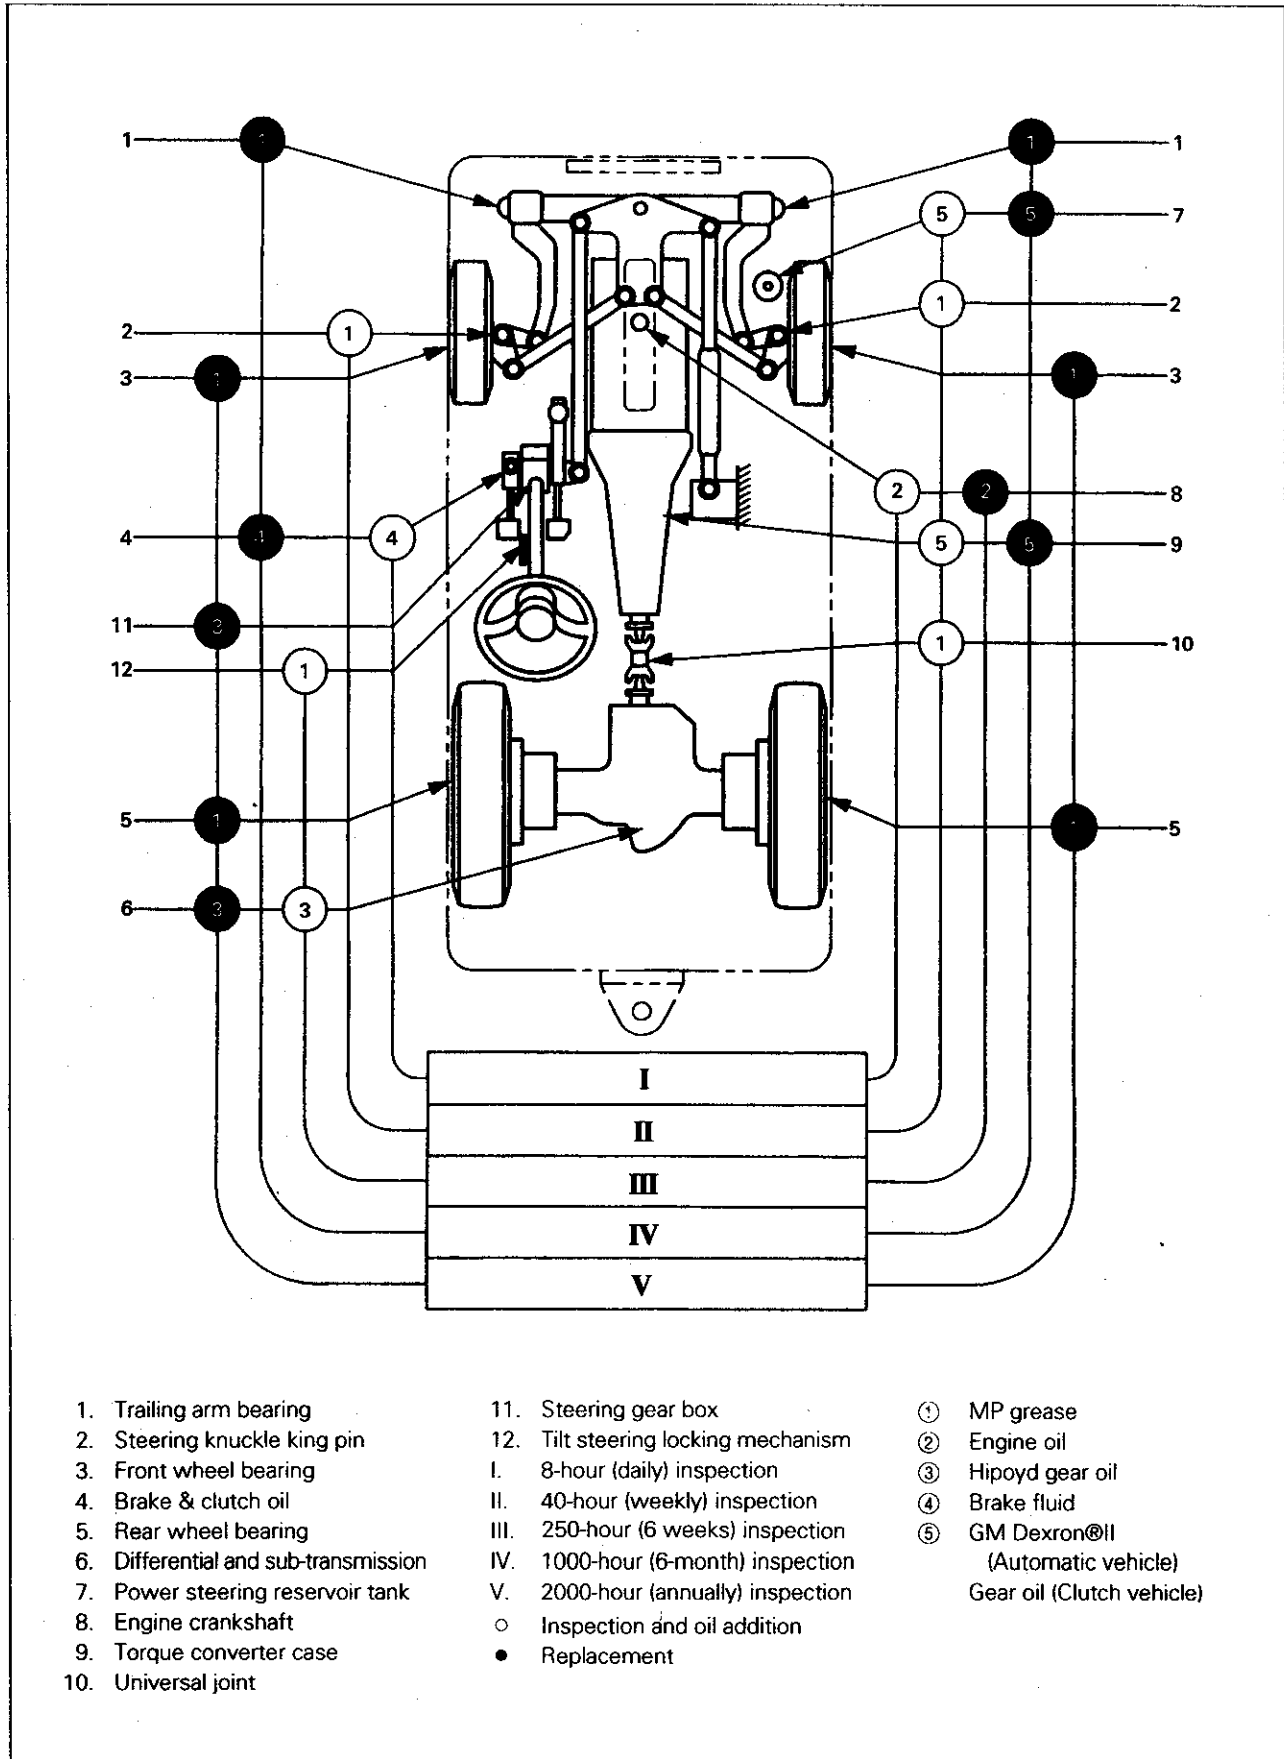 1 1 1 1
5 5 7
1 2
2 1
3 1 1 3
2 2 8
4 4 4
5 5 9
11 3
1 10
12 1
5 1 1 5
6 3 3
I
II
III
IV
V
1. Trailing arm bearing
2. Steering knuckle king pin
3. Front wheel bearing
4. Brake & clutch oil
5. Rear wheel bearing
6. Differential and sub-transmission
7. Power steering reservoir tank
8. Engine crankshaft
9. Torque converter case
10. Universal joint
11. Steering gear box
12. Tilt steering locking mechanism
I. 8-hour (daily) inspection
II. 40-hour (weekly) inspection
III. 250-hour (6 weeks) inspection
IV. 1000-hour (6-month) inspection
V. 2000-hour (annually) inspection
○ Inspection and oil addition
● Replacement
① MP grease
② Engine oil
③ Hipoyd gear oil
④ Brake fluid
⑤ GM Dexron®II
(Automatic vehicle)
Gear oil (Clutch vehicle)